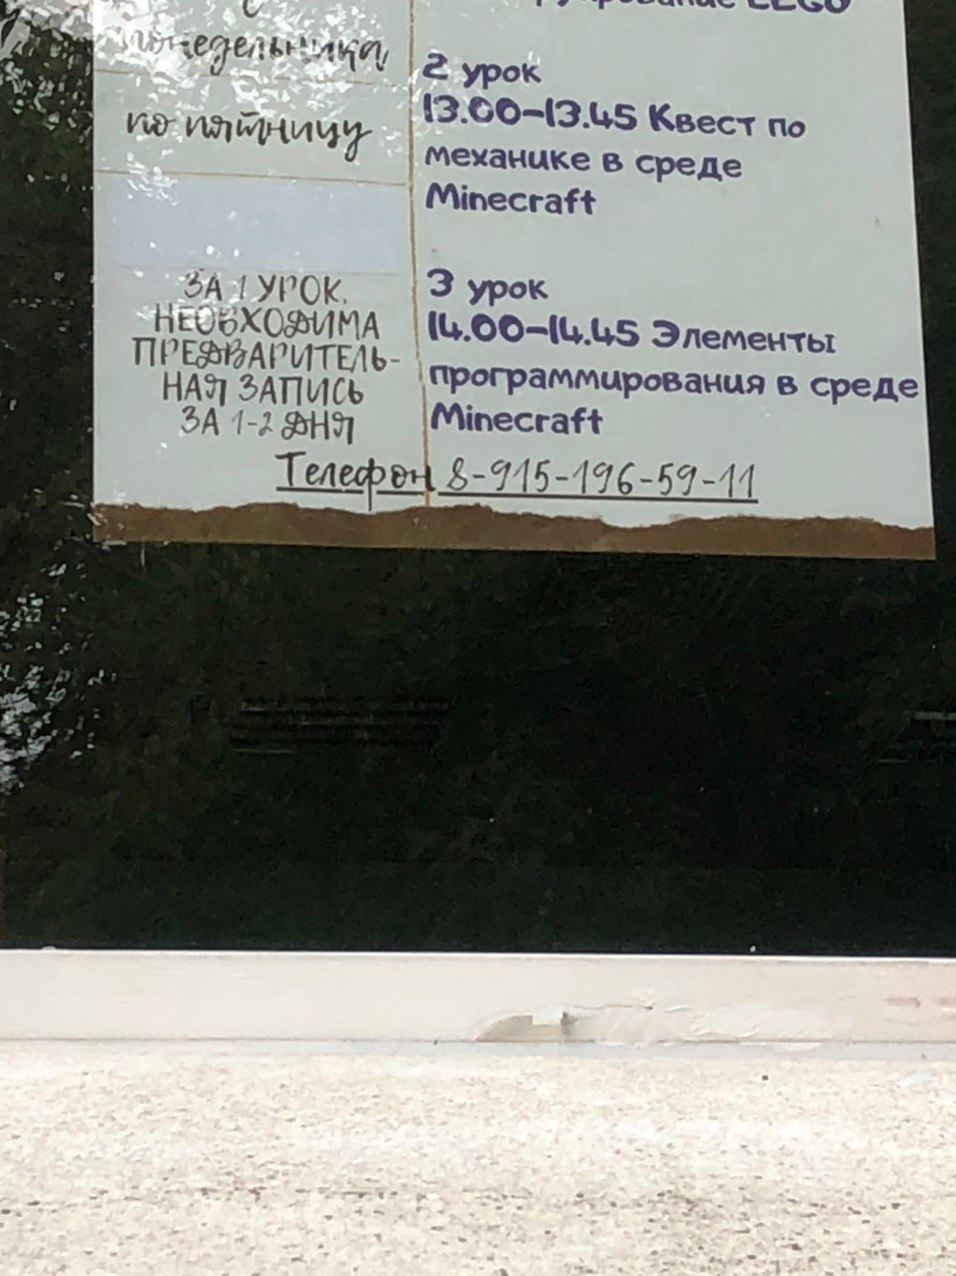 с
понедельника
по пятницу
ЗА 1 УРОК.
НЕОБХОДИМА
ПРЕДВАРИТЕЛЬ-
НАЯ ЗАПИСЬ
ЗА 1-2 ДНЯ
LEGO
2 урок
13.00-13.45 Квест по
механике в среде
Minecraft
3 урок
14.00-14.45 Элементы
программирования в среде
Minecraft
Телефон 8-915-196-59-11